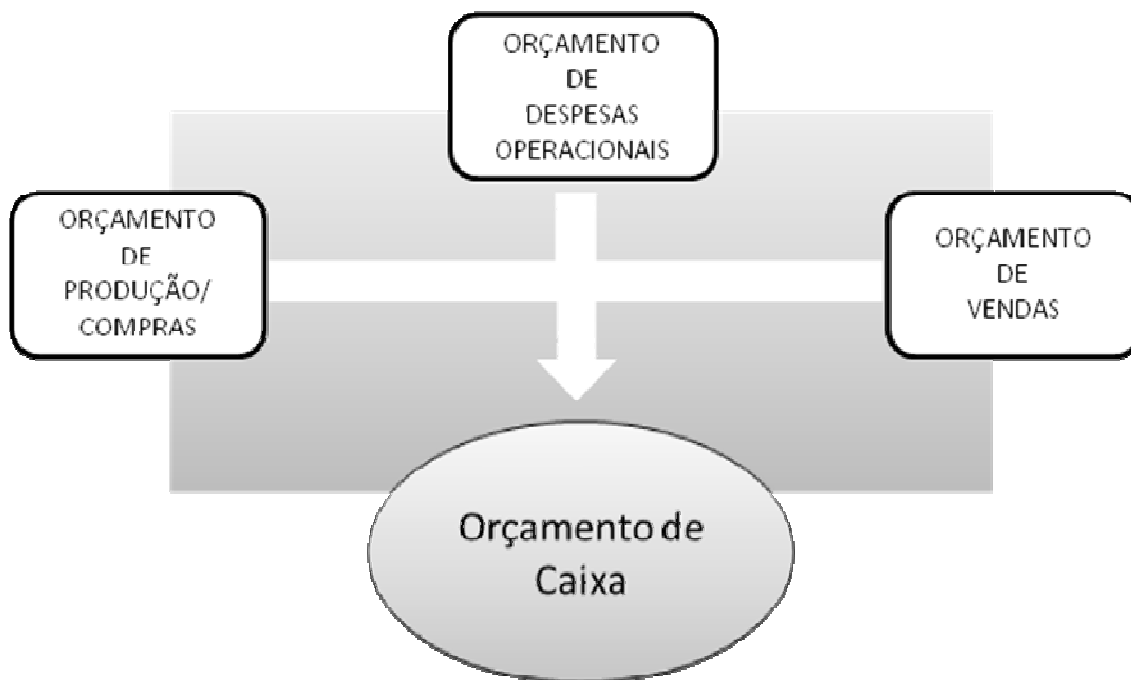 ORÇAMENTO
DE
DESPESAS
OPERACIONAIS
ORÇAMENTO
DE
PRODUÇÃO/
COMPRAS
ORÇAMENTO
DE
VENDAS
Orçamento de
Caixa